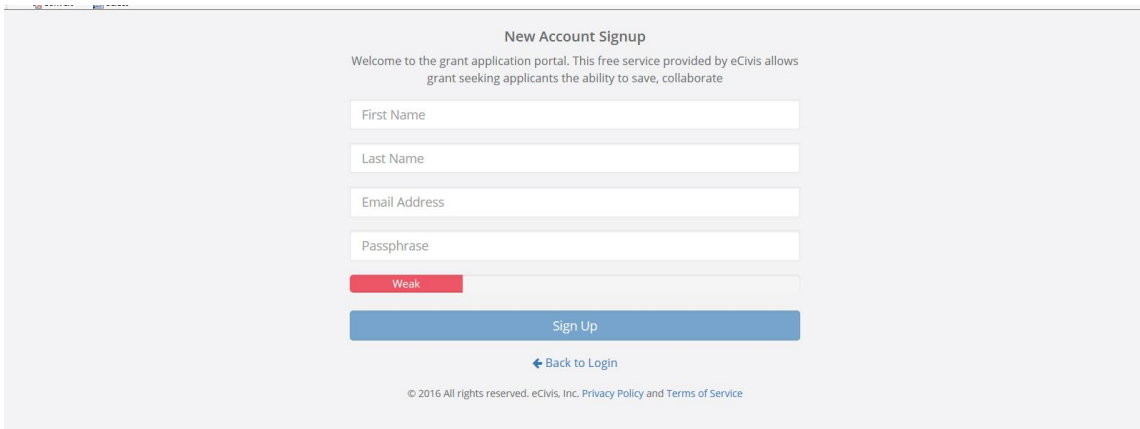 New Account Signup
Welcome to the grant application portal. This free service provided by eCivis allows
grant seeking applicants the ability to save, collaborate
First Name
Last Name
Email Address
Passphrase
Weak
Sign Up
Back to Login
© 2016 All rights reserved. eCivis, Inc. Privacy Policy and Terms of Service